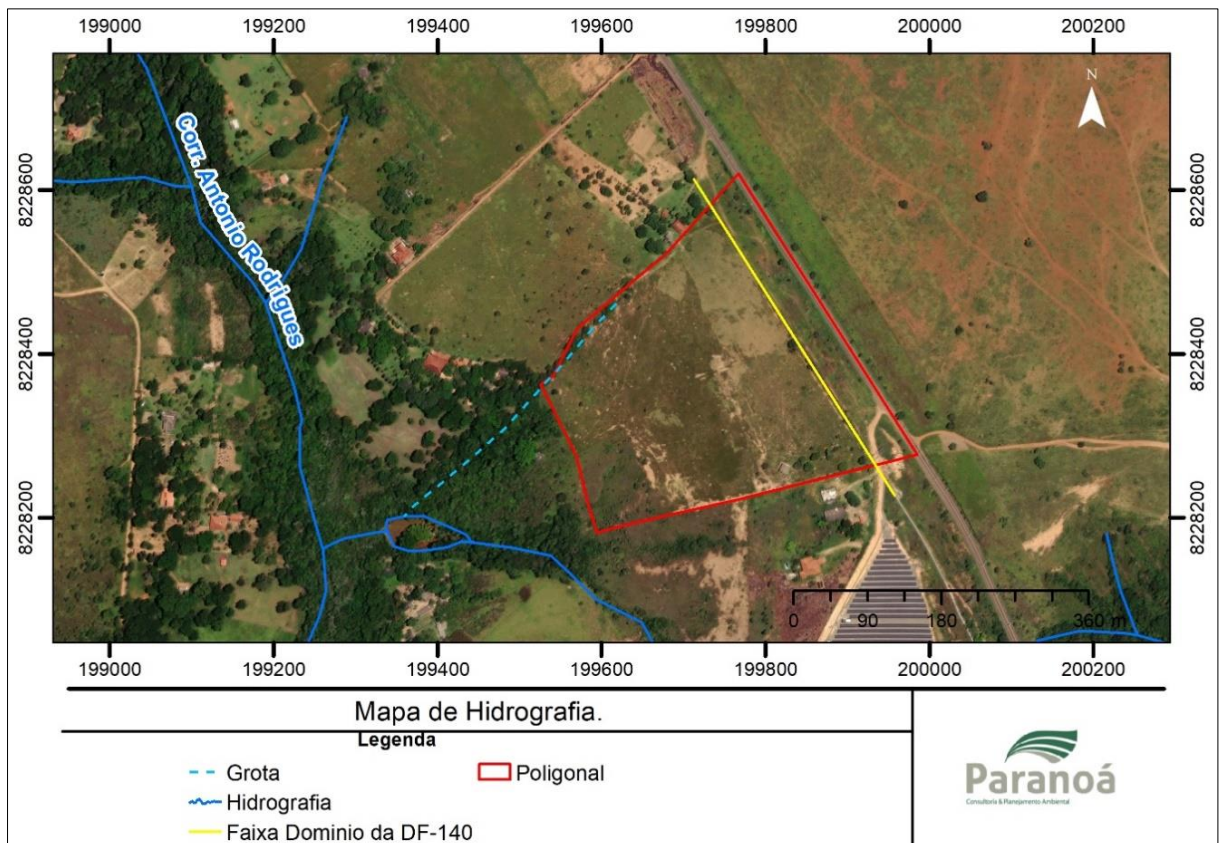 199000 199200 199400 199600 199800 200000 200200
N
8228600 8228600
Corr. Antonio Rodrigues
8228400 8228400
8228200 8228200
0 90 180 360 m
199000 199200 199400 199600 199800 200000 200200
Mapa de Hidrografia.
Legenda
Grota Poligonal
Hidrografia
Faixa Dominio da DF-140
Paranoá
Consultoria & Planejamento Ambiental